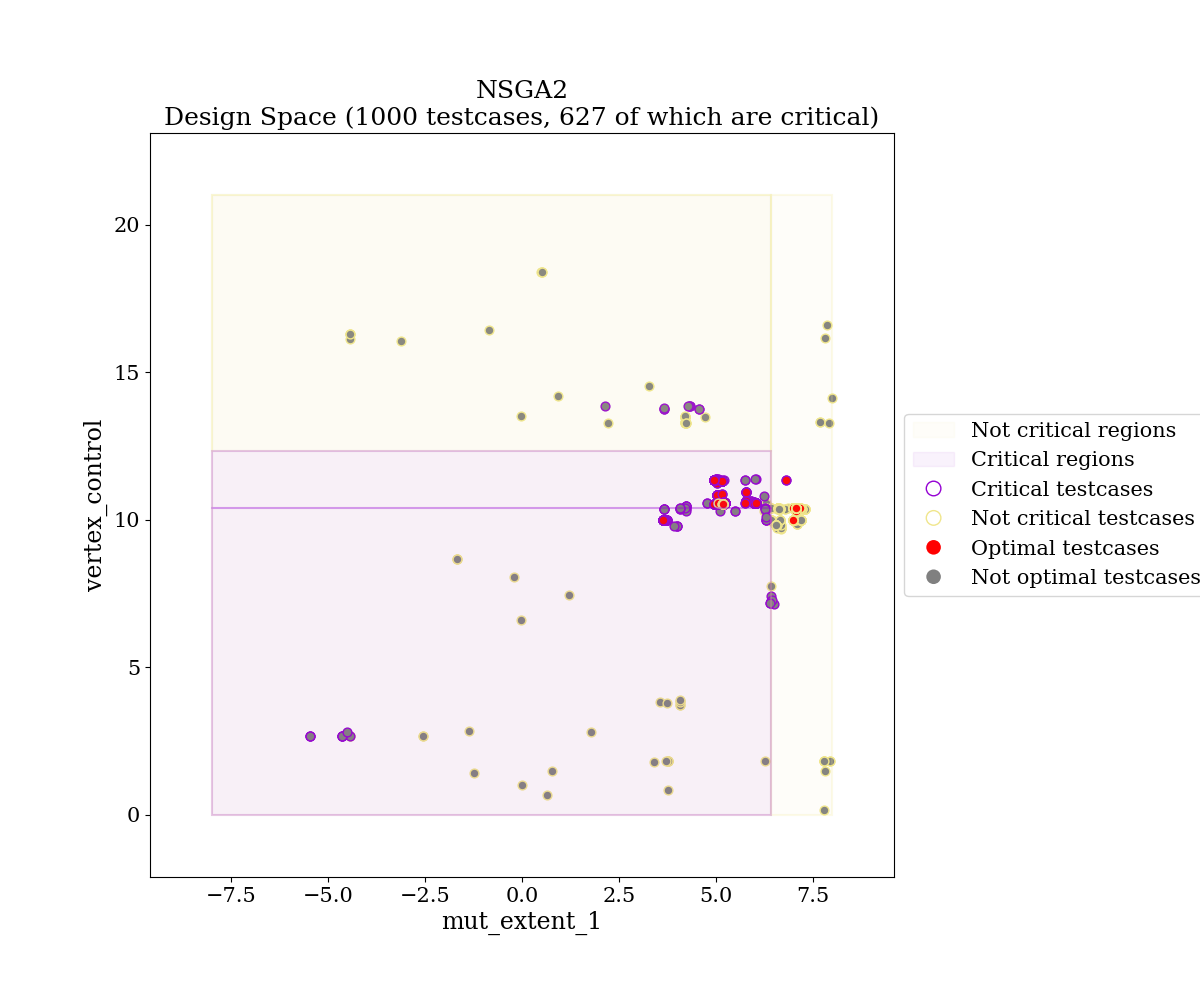 NSGA2
Design Space (1000 testcases, 627 of which are critical)
20
15
10
5
0
vertex_control
−7.5 −5.0 −2.5 0.0 2.5 5.0 7.5
mut_extent_1
Not critical regions
Critical regions
Critical testcases
Not critical testcases
Optimal testcases
Not optimal testcases